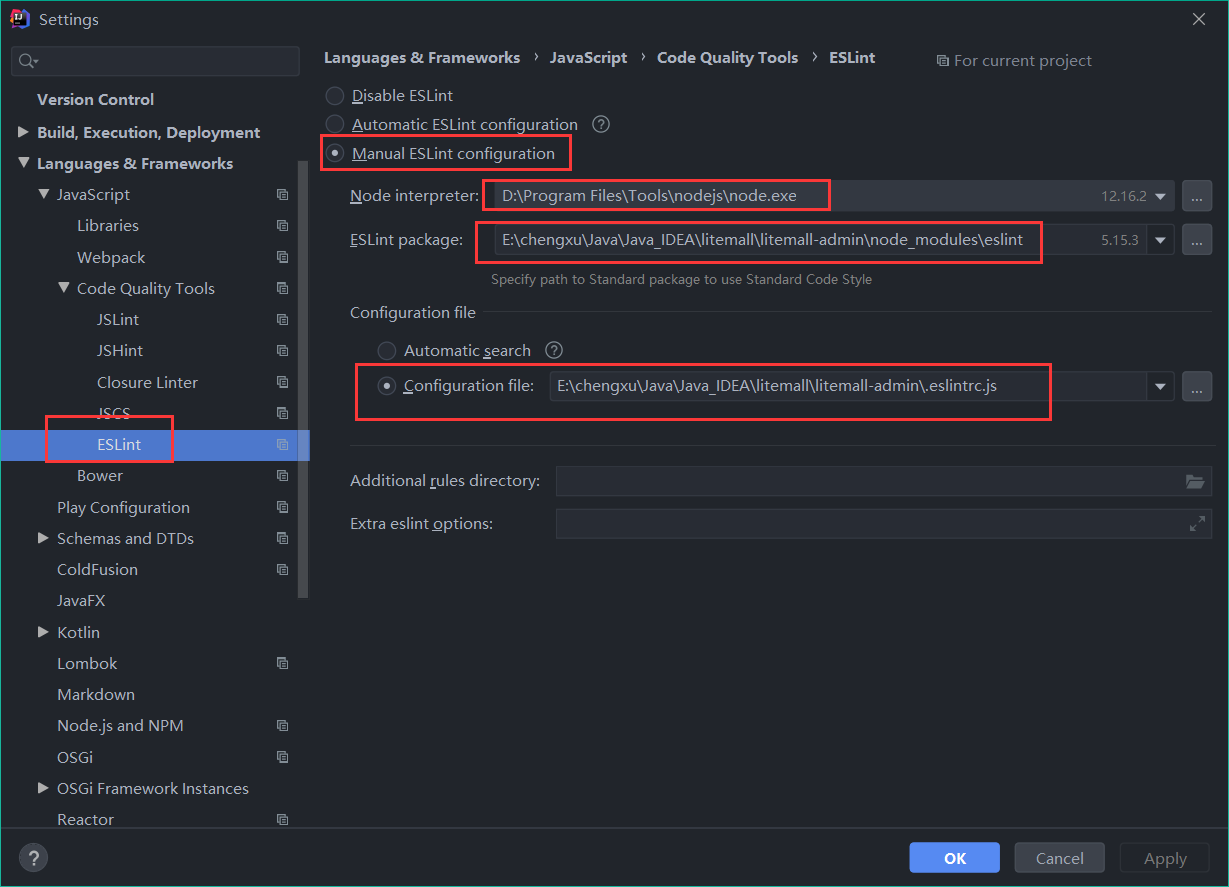 Settings
Version Control
Build, Execution, Deployment
Languages & Frameworks
JavaScript
Libraries
Webpack
Code Quality Tools
JSLint
JSHint
Closure Linter
JSCS
ESLint
Bower
Play Configuration
Schemas and DTDs
ColdFusion
JavaFX
Kotlin
Lombok
Markdown
Node.js and NPM
OSGi
OSGi Framework Instances
Reactor
Languages & Frameworks › JavaScript › Code Quality Tools › ESLint
For current project
Disable ESLint
Automatic ESLint configuration ?
Manual ESLint configuration
Node interpreter: D:\Program Files\Tools\nodejs\node.exe 12.16.2 ...
ESLint package: E:\chengxu\Java\Java_IDEA\litemall\litemall-admin\node_modules\eslint 5.15.3 ...
Specify path to Standard package to use Standard Code Style
Configuration file
Automatic search ?
Configuration file: E:\chengxu\Java\Java_IDEA\litemall\litemall-admin\.eslintrc.js ...
Additional rules directory:
Extra eslint options:
? OK Cancel Apply